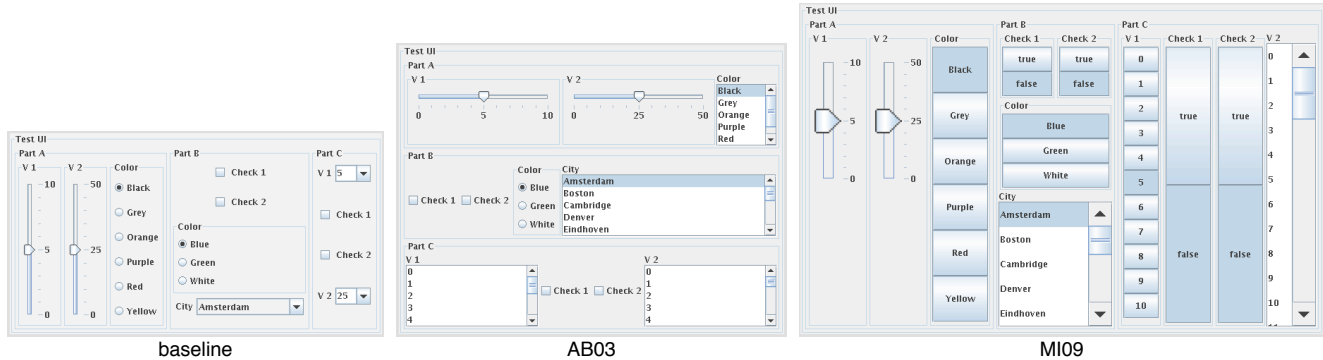 Test UI
Part A
V 1
V 2
Color
10
5
0
50
25
0
Black
Grey
Orange
Purple
Red
Yellow
Part B
Check 1
Check 2
Color
Blue
Green
White
City Amsterdam
Part C
V 1 5
Check 1
Check 2
V 2 25
baseline
Test UI
Part A
V 1
0 5 10
V 2
0 25 50
Color
Black
Grey
Orange
Purple
Red
Part B
Check 1 Check 2
Color
Blue
Green
White
City
Amsterdam
Boston
Cambridge
Denver
Eindhoven
Part C
V 1
0
1
2
3
4
Check 1 Check 2
V 2
0
1
2
3
4
AB03
Test UI
Part A
V 1
10
5
0
V 2
50
25
0
Color
Black
Grey
Orange
Purple
Red
Yellow
Part B
Check 1
true
false
Check 2
true
false
Color
Blue
Green
White
City
Amsterdam
Boston
Cambridge
Denver
Eindhoven
Part C
V 1
0
1
2
3
4
5
6
7
8
9
10
Check 1
true
false
Check 2
true
false
V 2
0
1
2
3
4
5
6
7
8
9
10
MI09